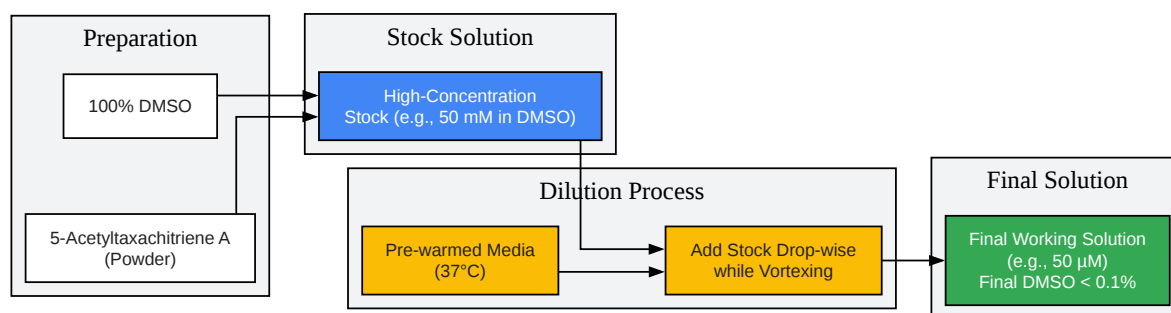 Preparation
100% DMSO
5-Acetyltaxachitriene A
(Powder)
Stock Solution
High-Concentration
Stock (e.g., 50 mM in DMSO)
Dilution Process
Pre-warmed Media
(37°C)
Add Stock Drop-wise
while Vortexing
Final Solution
Final Working Solution
(e.g., 50 µM)
Final DMSO < 0.1%